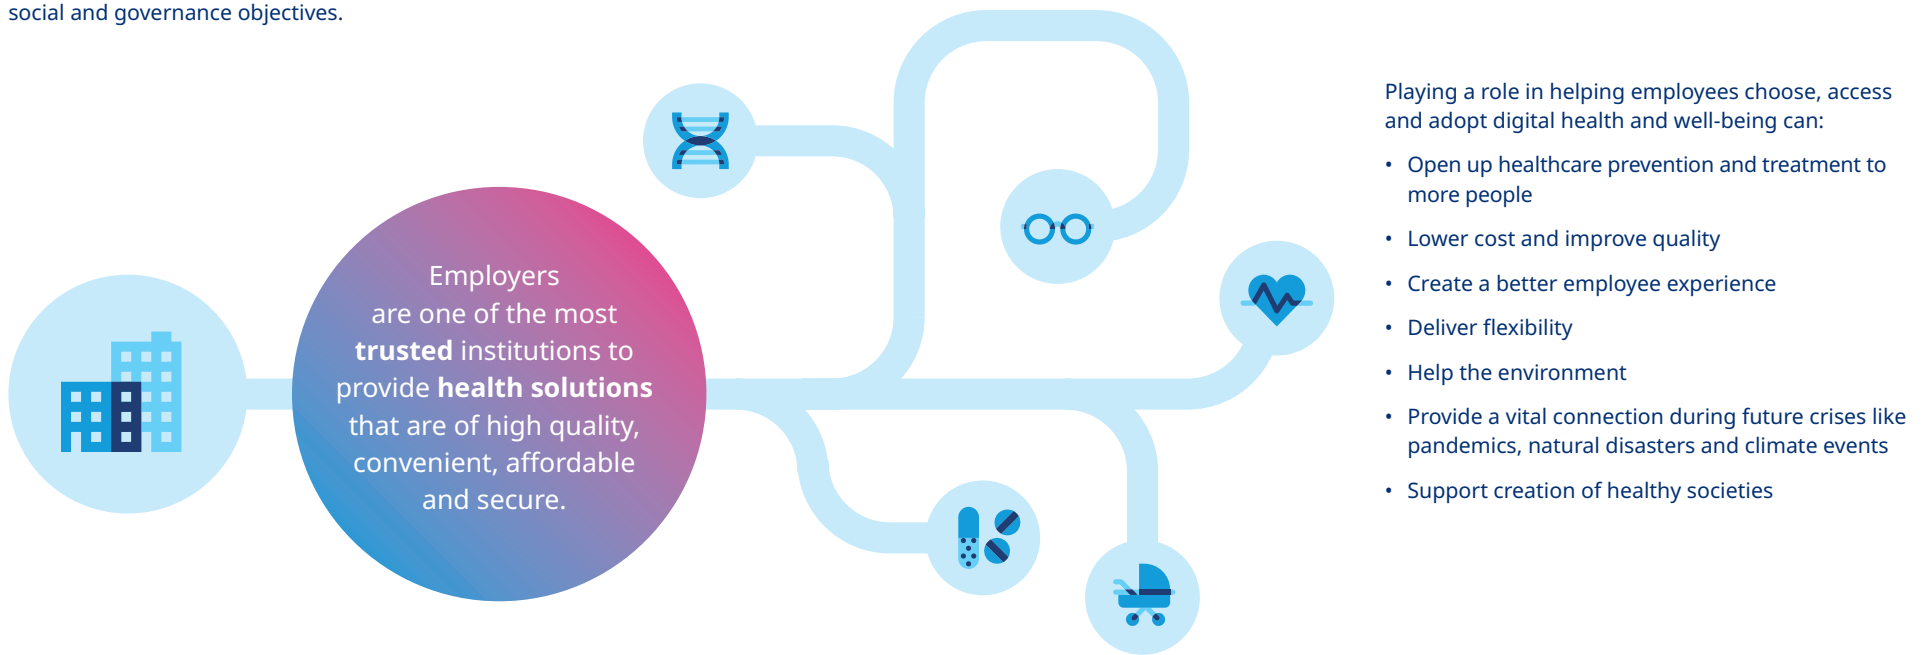 social and governance objectives.
Employers
are one of the most
trusted institutions to
provide health solutions
that are of high quality,
convenient, affordable
and secure.
Playing a role in helping employees choose, access
and adopt digital health and well-being can:
• Open up healthcare prevention and treatment to
more people
• Lower cost and improve quality
• Create a better employee experience
• Deliver flexibility
• Help the environment
• Provide a vital connection during future crises like
pandemics, natural disasters and climate events
• Support creation of healthy societies